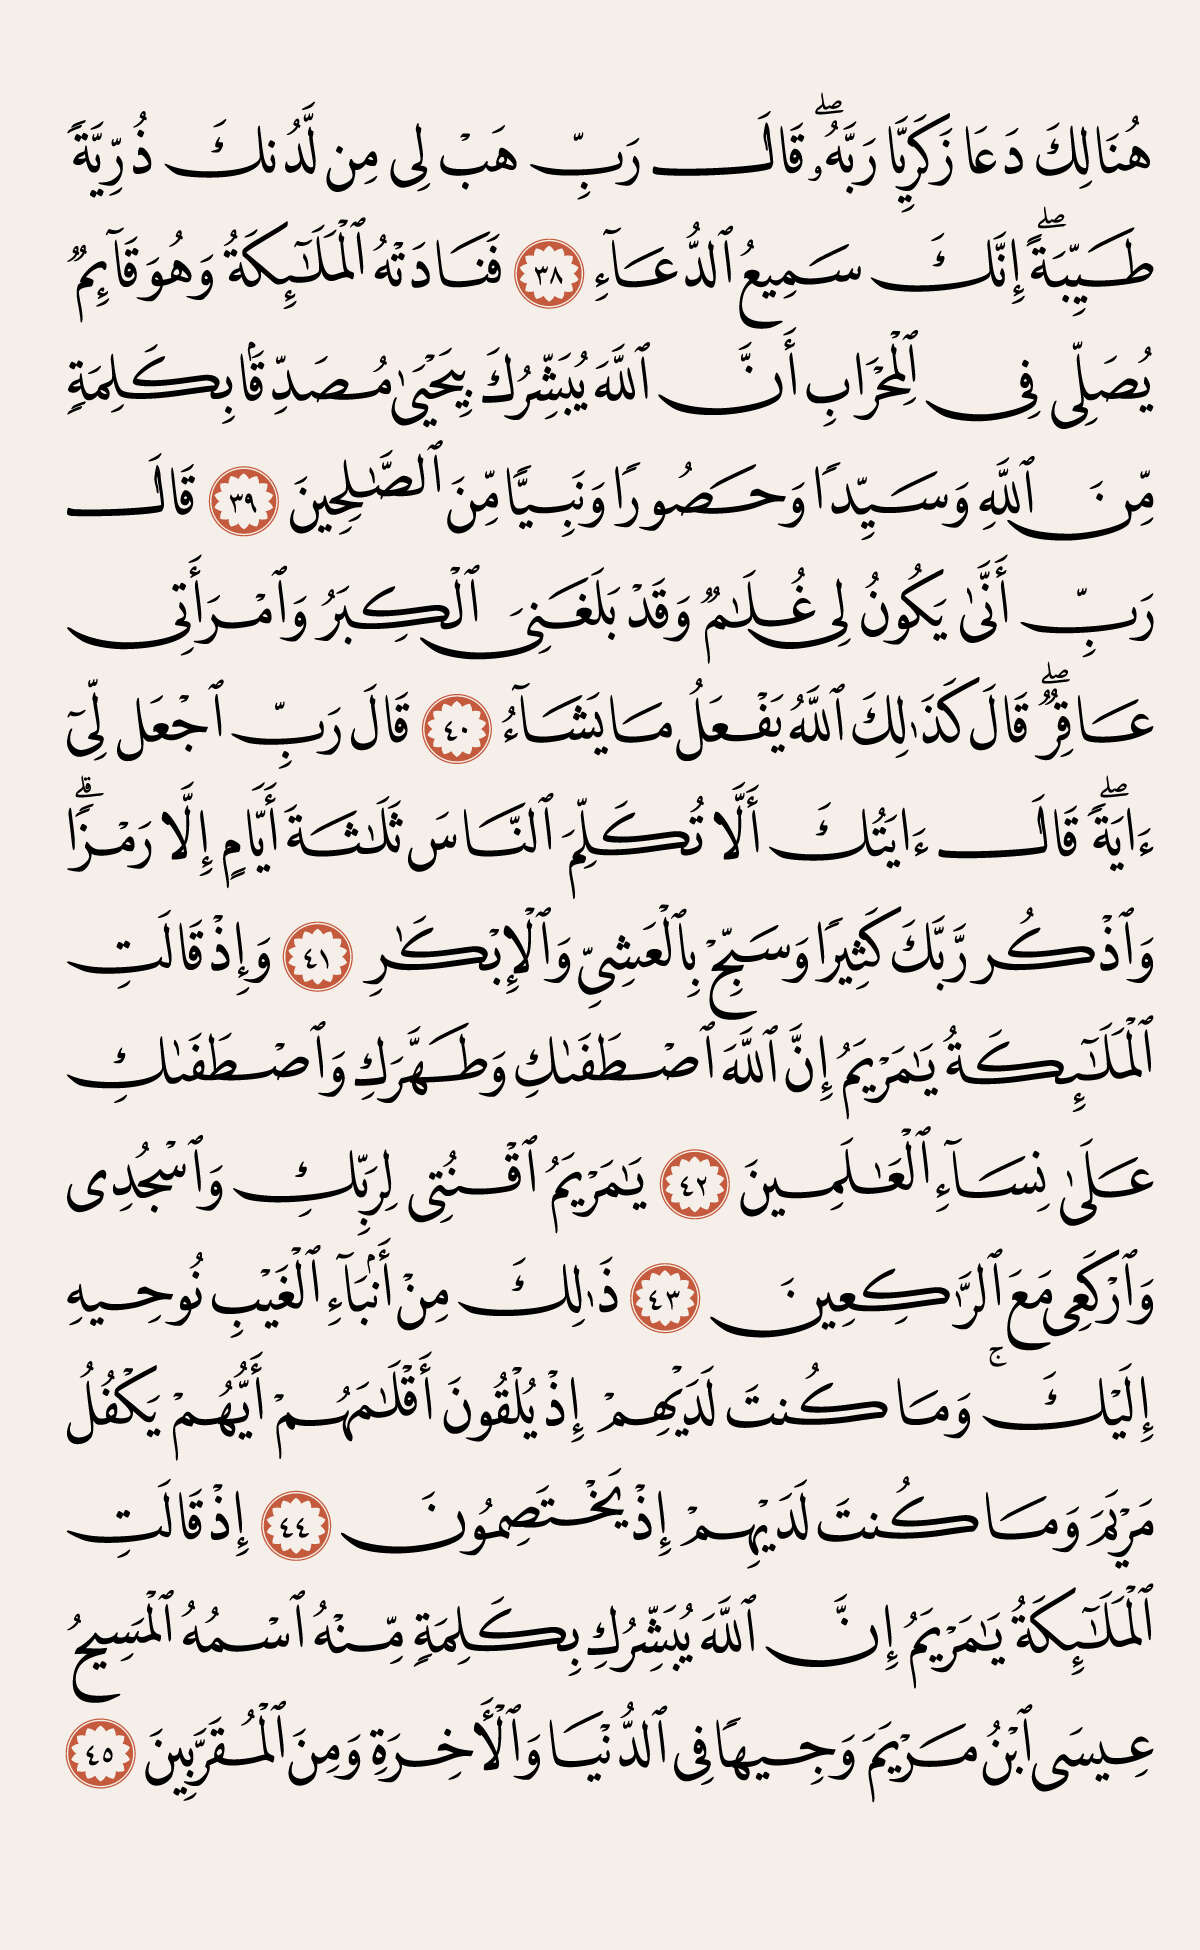 هُنَالِكَ دَعَا زَكَرِيَّا رَبَّهُۥۖ قَالَ رَبِّ هَبْ لِى مِن لَّدُنكَ ذُرِّيَّةً
طَيِّبَةًۖ إِنَّكَ سَمِيعُ ٱلدُّعَآءِ ٣٨ فَنَادَتْهُ ٱلْمَلَـٰٓئِكَةُ وَهُوَ قَآئِمٌ
يُصَلِّى فِى ٱلْمِحْرَابِ أَنَّ ٱللَّهَ يُبَشِّرُكَ بِيَحْيَىٰ مُصَدِّقًۢا بِكَلِمَةٍ
مِّنَ ٱللَّهِ وَسَيِّدًا وَحَصُورًا وَنَبِيًّا مِّنَ ٱلصَّـٰلِحِينَ ٣٩ قَالَ
رَبِّ أَنَّىٰ يَكُونُ لِى غُلَـٰمٌ وَقَدْ بَلَغَنِىَ ٱلْكِبَرُ وَٱمْرَأَتِى
عَاقِرٌۖ قَالَ كَذَٰلِكَ ٱللَّهُ يَفْعَلُ مَا يَشَآءُ ٤٠ قَالَ رَبِّ ٱجْعَل لِّىٓ
ءَايَةًۖ قَالَ ءَايَتُكَ أَلَّا تُكَلِّمَ ٱلنَّاسَ ثَلَـٰثَةَ أَيَّامٍ إِلَّا رَمْزًاۗ
وَٱذْكُر رَّبَّكَ كَثِيرًا وَسَبِّحْ بِٱلْعَشِىِّ وَٱلْإِبْكَـٰرِ ٤١ وَإِذْ قَالَتِ
ٱلْمَلَـٰٓئِكَةُ يَـٰمَرْيَمُ إِنَّ ٱللَّهَ ٱصْطَفَىٰكِ وَطَهَّرَكِ وَٱصْطَفَىٰكِ
عَلَىٰ نِسَآءِ ٱلْعَـٰلَمِينَ ٤٢ يَـٰمَرْيَمُ ٱقْنُتِى لِرَبِّكِ وَٱسْجُدِى
وَٱرْكَعِى مَعَ ٱلرَّٰكِعِينَ ٤٣ ذَٰلِكَ مِنْ أَنۢبَآءِ ٱلْغَيْبِ نُوحِيهِ
إِلَيْكَۚ وَمَا كُنتَ لَدَيْهِمْ إِذْ يُلْقُونَ أَقْلَـٰمَهُمْ أَيُّهُمْ يَكْفُلُ
مَرْيَمَ وَمَا كُنتَ لَدَيْهِمْ إِذْ يَخْتَصِمُونَ ٤٤ إِذْ قَالَتِ
ٱلْمَلَـٰٓئِكَةُ يَـٰمَرْيَمُ إِنَّ ٱللَّهَ يُبَشِّرُكِ بِكَلِمَةٍ مِّنْهُ ٱسْمُهُ ٱلْمَسِيحُ
عِيسَى ٱبْنُ مَرْيَمَ وَجِيهًا فِى ٱلدُّنْيَا وَٱلْـَٔاخِرَةِ وَمِنَ ٱلْمُقَرَّبِينَ ٤٥